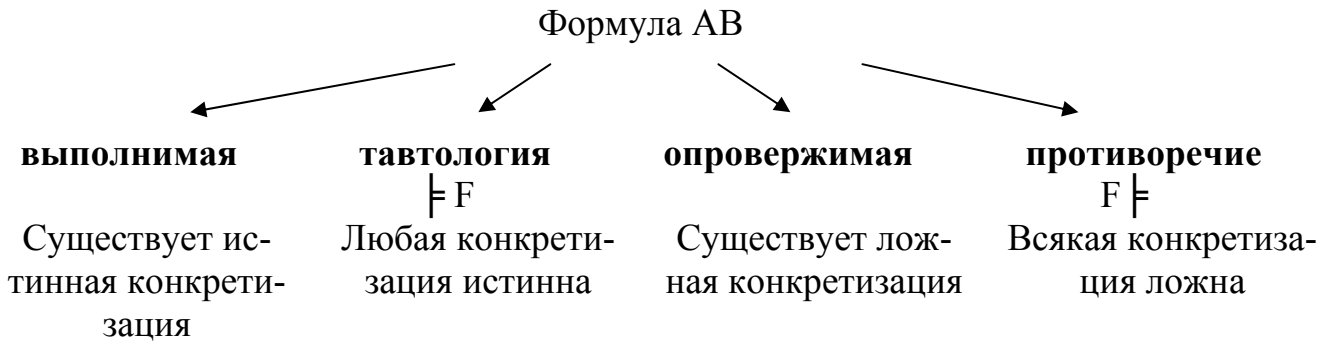 Формула АВ
выполнимая тавтология опровержимая противоречие
╞ F F╞
Существует ис- Любая конкрети- Существует лож- Всякая конкретиза-
тинная конкрети- зация истинна ная конкретизация ция ложна
зация